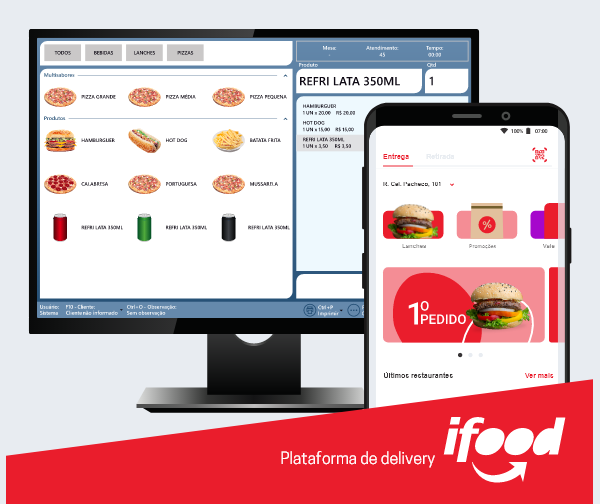 TODOS
BEBIDAS
LANCHES
PIZZAS
Multisabores
PIZZA GRANDE
PIZZA MÉDIA
PIZZA PEQUENA
Produtos
HAMBURGUER
HOT DOG
BATATA FRITA
CALABRESA
PORTUGUESA
MUSSARELA
REFRI LATA 350ML
REFRI LATA 350ML
REFRI LATA 350ML
Mesa: Atendimento: Tempo:
- 45 00:00
Produto Qtd
REFRI LATA 350ML 1
HAMBURGUER
1 UN x 20,00 R$ 20,00
HOT DOG
1 UN x 15,00 R$ 15,00
REFRI LATA 350ML
1 UN x 3,50 R$ 3,50
Usuário: F10 - Cliente: Ctrl+O - Observação: Ctrl+P
Sistema Cliente não informado - Sem observação Imprimir
100% 07:00
Entrega Retirada
R. Cel. Pacheco, 101
Lanches
%
Promoções
Vale
1º
PEDIDO
Últimos restaurantes Ver mais
Plataforma de delivery ifood